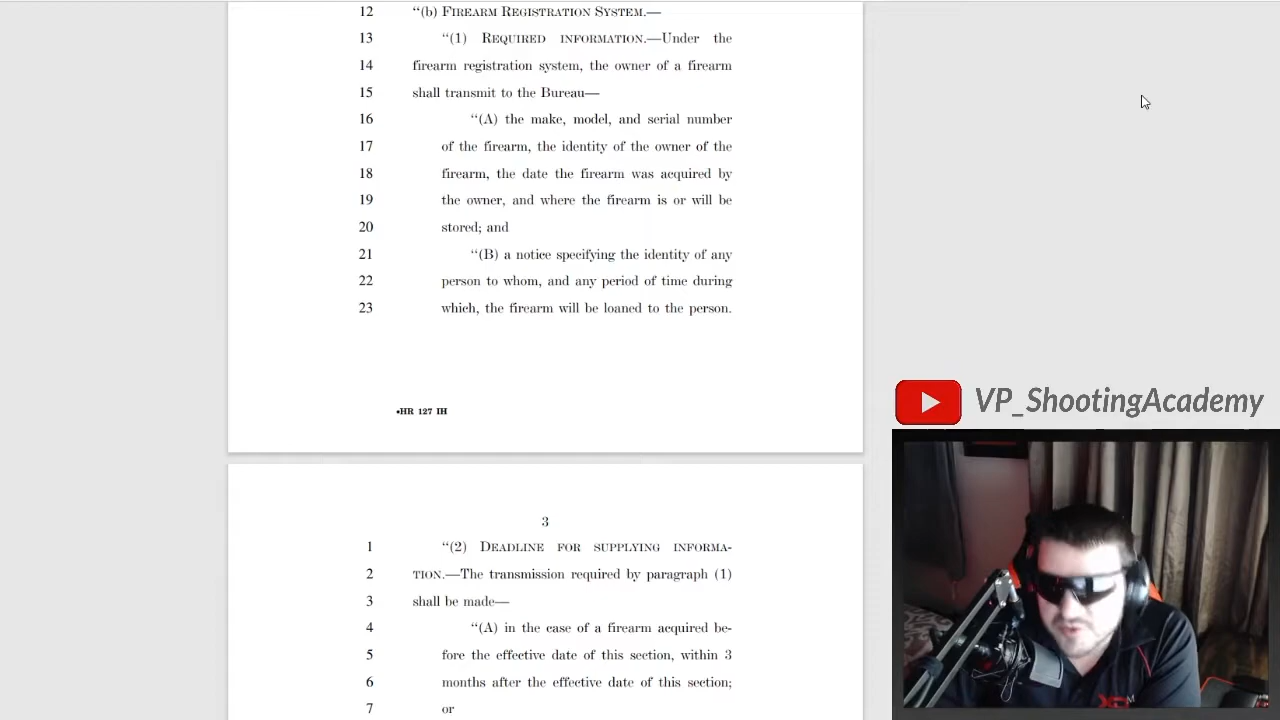 12 ‘‘(b) FIREARM REGISTRATION SYSTEM.—
13 ‘‘(1) REQUIRED INFORMATION.—Under the
14 firearm registration system, the owner of a firearm
15 shall transmit to the Bureau—
16 ‘‘(A) the make, model, and serial number
17 of the firearm, the identity of the owner of the
18 firearm, the date the firearm was acquired by
19 the owner, and where the firearm is or will be
20 stored; and
21 ‘‘(B) a notice specifying the identity of any
22 person to whom, and any period of time during
23 which, the firearm will be loaned to the person.
•HR 127 IH
VP_ShootingAcademy
3
1 ‘‘(2) DEADLINE FOR SUPPLYING INFORMA-
2 TION.—The transmission required by paragraph (1)
3 shall be made—
4 ‘‘(A) in the case of a firearm acquired be-
5 fore the effective date of this section, within 3
6 months after the effective date of this section;
7 or